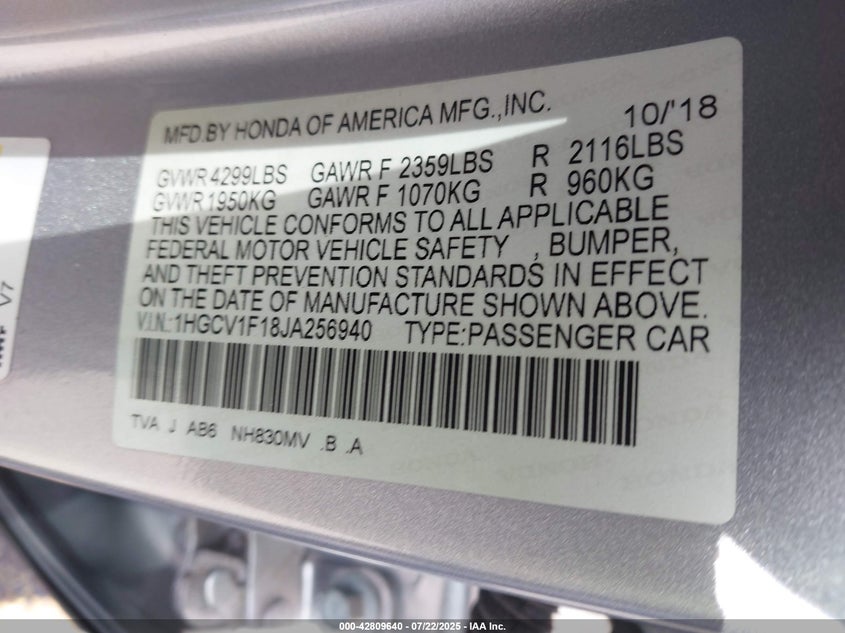 MFD.BY HONDA OF AMERICA MFG.,INC. 10/'18
GVWR 4299LBS GAWR F 2359LBS R 2116LBS
GVWR 1950KG GAWR F 1070KG R 960KG
THIS VEHICLE CONFORMS TO ALL APPLICABLE
FEDERAL MOTOR VEHICLE SAFETY , BUMPER,
AND THEFT PREVENTION STANDARDS IN EFFECT
ON THE DATE OF MANUFACTURE SHOWN ABOVE.
V.I.N.:1HGCV1F18JA256940 TYPE:PASSENGER CAR
TVA J AB6 NH830MV .B .A
V7
000-42809640 - 07/22/2025 - IAA Inc.